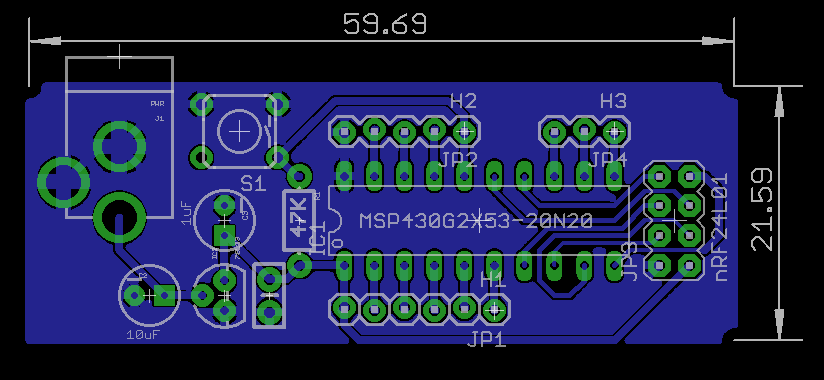 59.69
H2
H3
PWR
J1
JP2
JP4
S1
1uF
C3
47K
R1
IC1
MSP430G2X53-20N20
nRF24L01
21.59
JP3
C2
H1
10uF
JP1